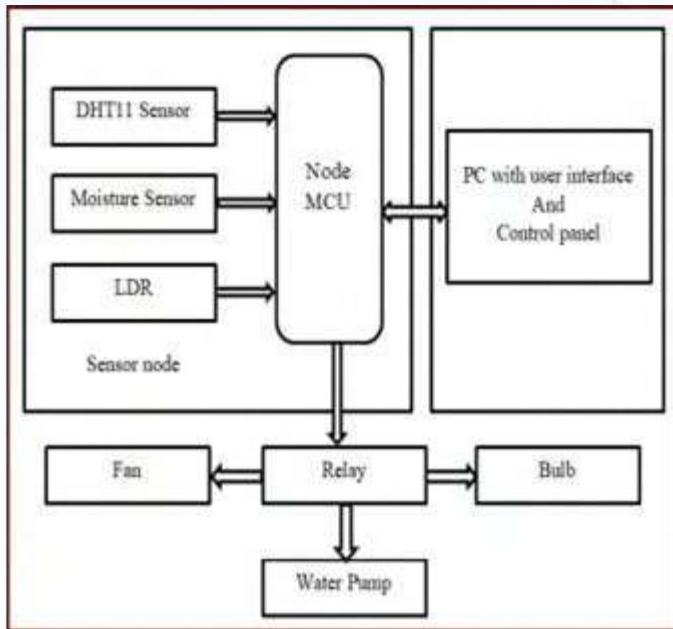 DHT11 Sensor
Moisture Sensor
LDR
Sensor node
Node
MCU
PC with user interface
And
Control panel
Fan
Relay
Bulb
Water Pump